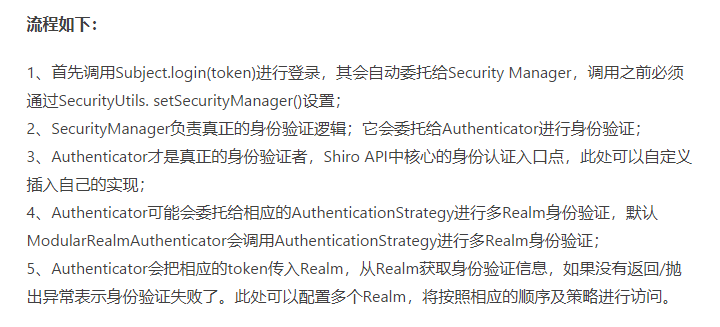 流程如下：
1、首先调用Subject.login(token)进行登录，其会自动委托给Security Manager，调用之前必须
通过SecurityUtils. setSecurityManager()设置；
2、SecurityManager负责真正的身份验证逻辑；它会委托给Authenticator进行身份验证；
3、Authenticator才是真正的身份验证者，Shiro API中核心的身份认证入口点，此处可以自定义
插入自己的实现；
4、Authenticator可能会委托给相应的AuthenticationStrategy进行多Realm身份验证，默认
ModularRealmAuthenticator会调用AuthenticationStrategy进行多Realm身份验证；
5、Authenticator会把相应的token传入Realm，从Realm获取身份验证信息，如果没有返回/抛
出异常表示身份验证失败了。此处可以配置多个Realm，将按照相应的顺序及策略进行访问。